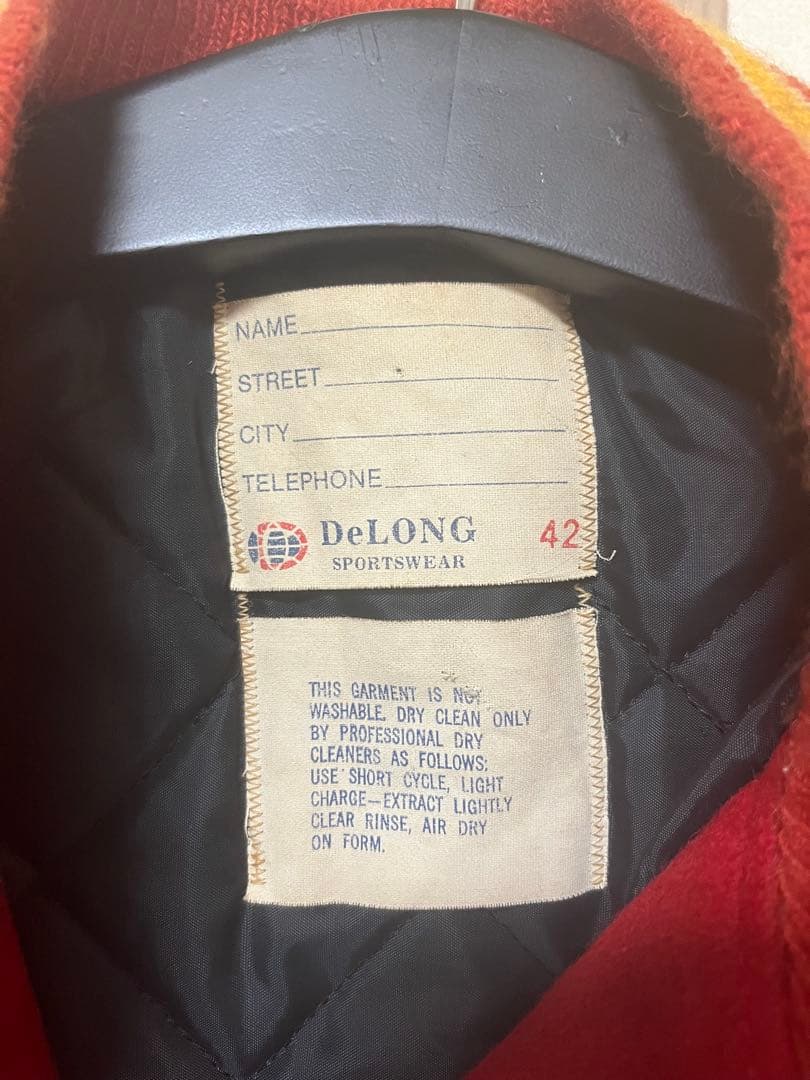 NAME
STREET
CITY
TELEPHONE
DeLONG 42
SPORTSWEAR
THIS GARMENT IS NOT
WASHABLE. DRY CLEAN ONLY
BY PROFESSIONAL DRY
CLEANERS AS FOLLOWS:
USE SHORT CYCLE, LIGHT
CHARGE—EXTRACT LIGHTLY
CLEAR RINSE, AIR DRY
ON FORM.